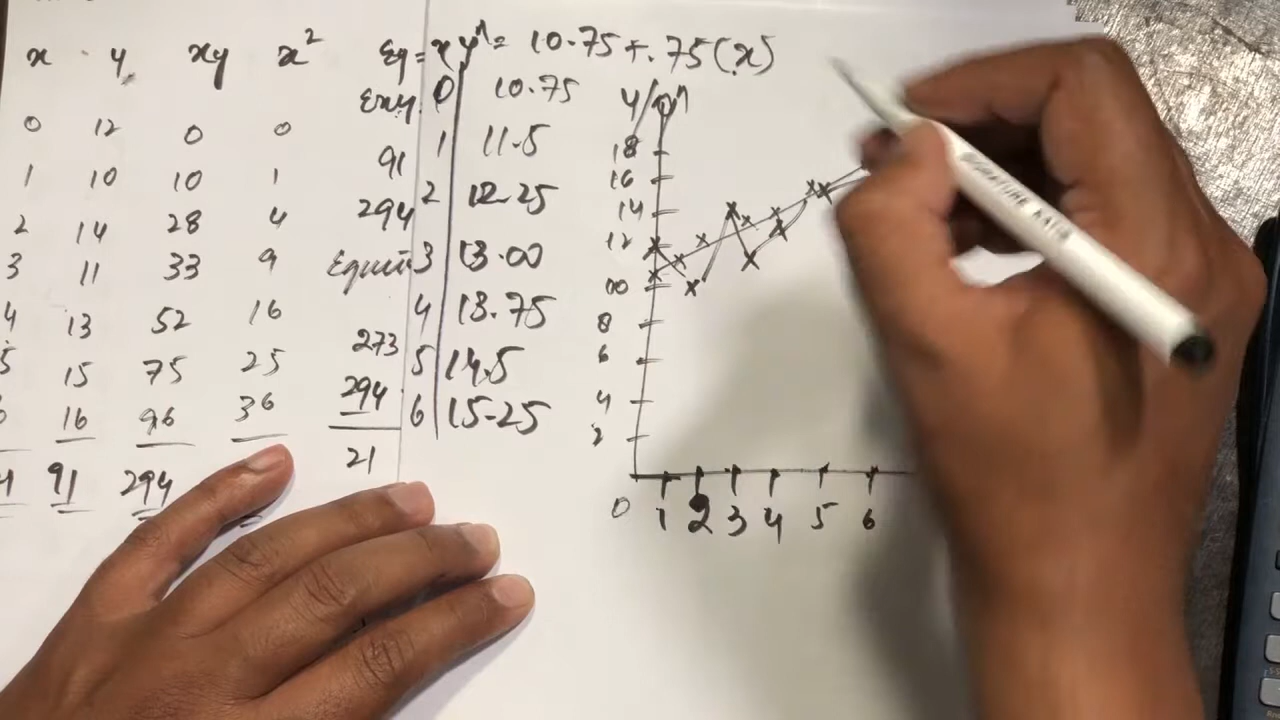 x y xy x² Eq = x y^ = 10.75 + .75(x)
0 10.75
0 12 0 0
1 10 10 1 91 1 11.5
2 14 28 4 294 2 12.25
3 11 33 9 3 13.00
4 13 52 16 4 13.75
5 15 75 25 273 5 14.5
16 96 36 294 6 15.25
91 294 21
y/y^
18
16
14
12
10
8
6
4
2
0 1 2 3 4 5 6